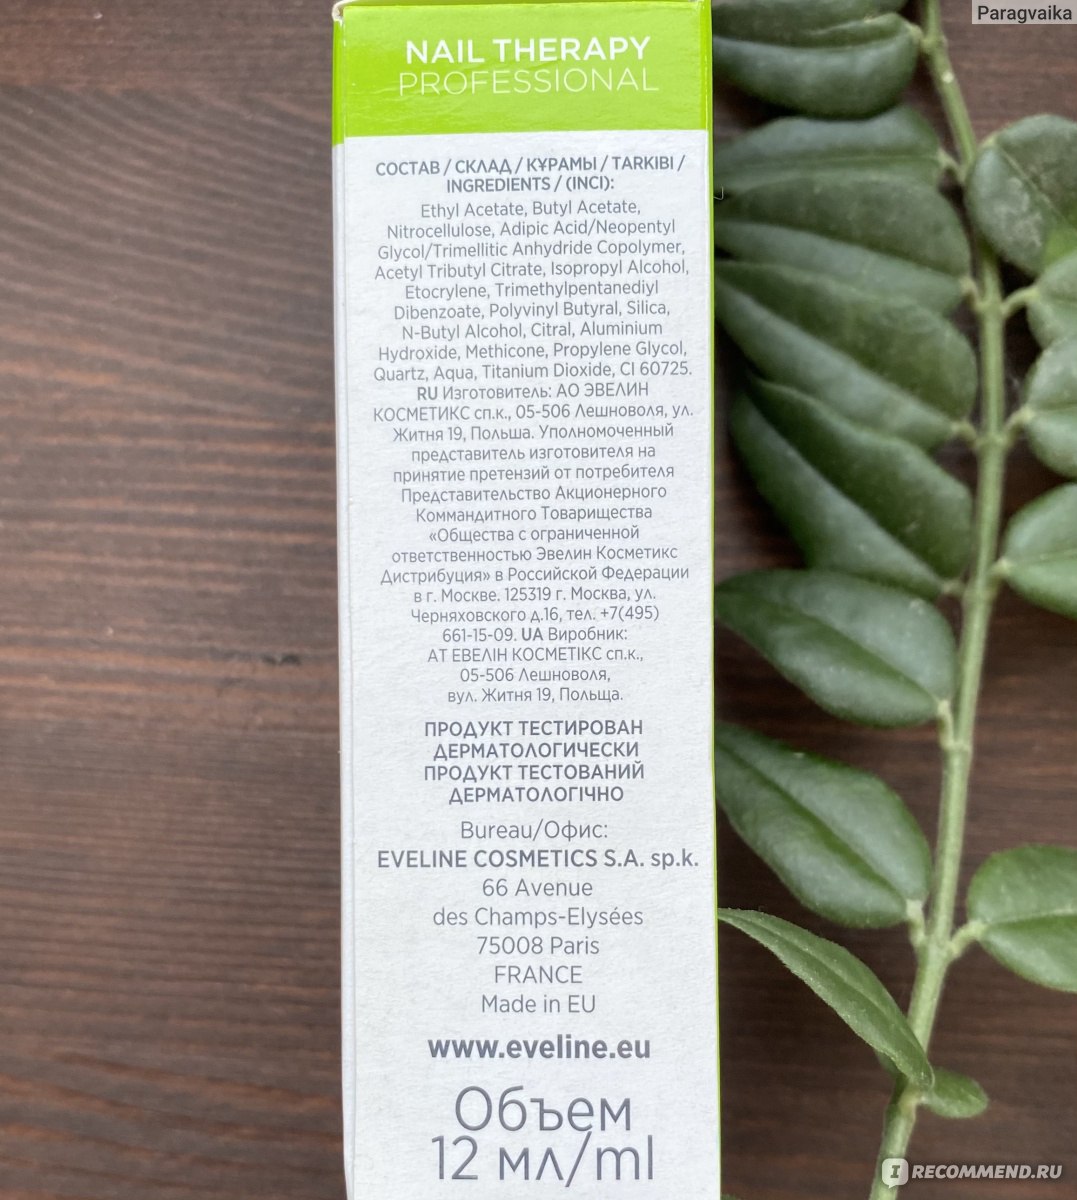 Paragvaika
NAIL THERAPY
PROFESSIONAL
СОСТАВ / СКЛАД / ҚҰРАМЫ / TARKIBI /
INGREDIENTS / (INCI):
Ethyl Acetate, Butyl Acetate,
Nitrocellulose, Adipic Acid/Neopentyl
Glycol/Trimellitic Anhydride Copolymer,
Acetyl Tributyl Citrate, Isopropyl Alcohol,
Etocrylene, Trimethylpentanediyl
Dibenzoate, Polyvinyl Butyral, Silica,
N-Butyl Alcohol, Citral, Aluminium
Hydroxide, Methicone, Propylene Glycol,
Quartz, Aqua, Titanium Dioxide, CI 60725.
RU Изготовитель: АО ЭВЕЛИН
КОСМЕТИКС сп.к., 05-506 Лешноволя, ул.
Житня 19, Польша. Уполномоченный
представитель изготовителя на
принятие претензий от потребителя
Представительство Акционерного
Коммандитного Товарищества
«Общества с ограниченной
ответственностью Эвелин Косметикс
Дистрибуция» в Российской Федерации
в г. Москве. 125319 г. Москва, ул.
Черняховского д.16, тел. +7(495)
661-15-09. UA Виробник:
АТ ЕВЕЛІН КОСМЕТІКС сп.к.,
05-506 Лешноволя,
вул. Житня 19, Польща.
ПРОДУКТ ТЕСТИРОВАН
ДЕРМАТОЛОГИЧЕСКИ
ПРОДУКТ ТЕСТОВАНИЙ
ДЕРМАТОЛОГІЧНО
Bureau/Офис:
EVELINE COSMETICS S.A. sp.k.
66 Avenue
des Champs-Elysées
75008 Paris
FRANCE
Made in EU
www.eveline.eu
Объем
12 мл/ml
IRECOMMEND.RU